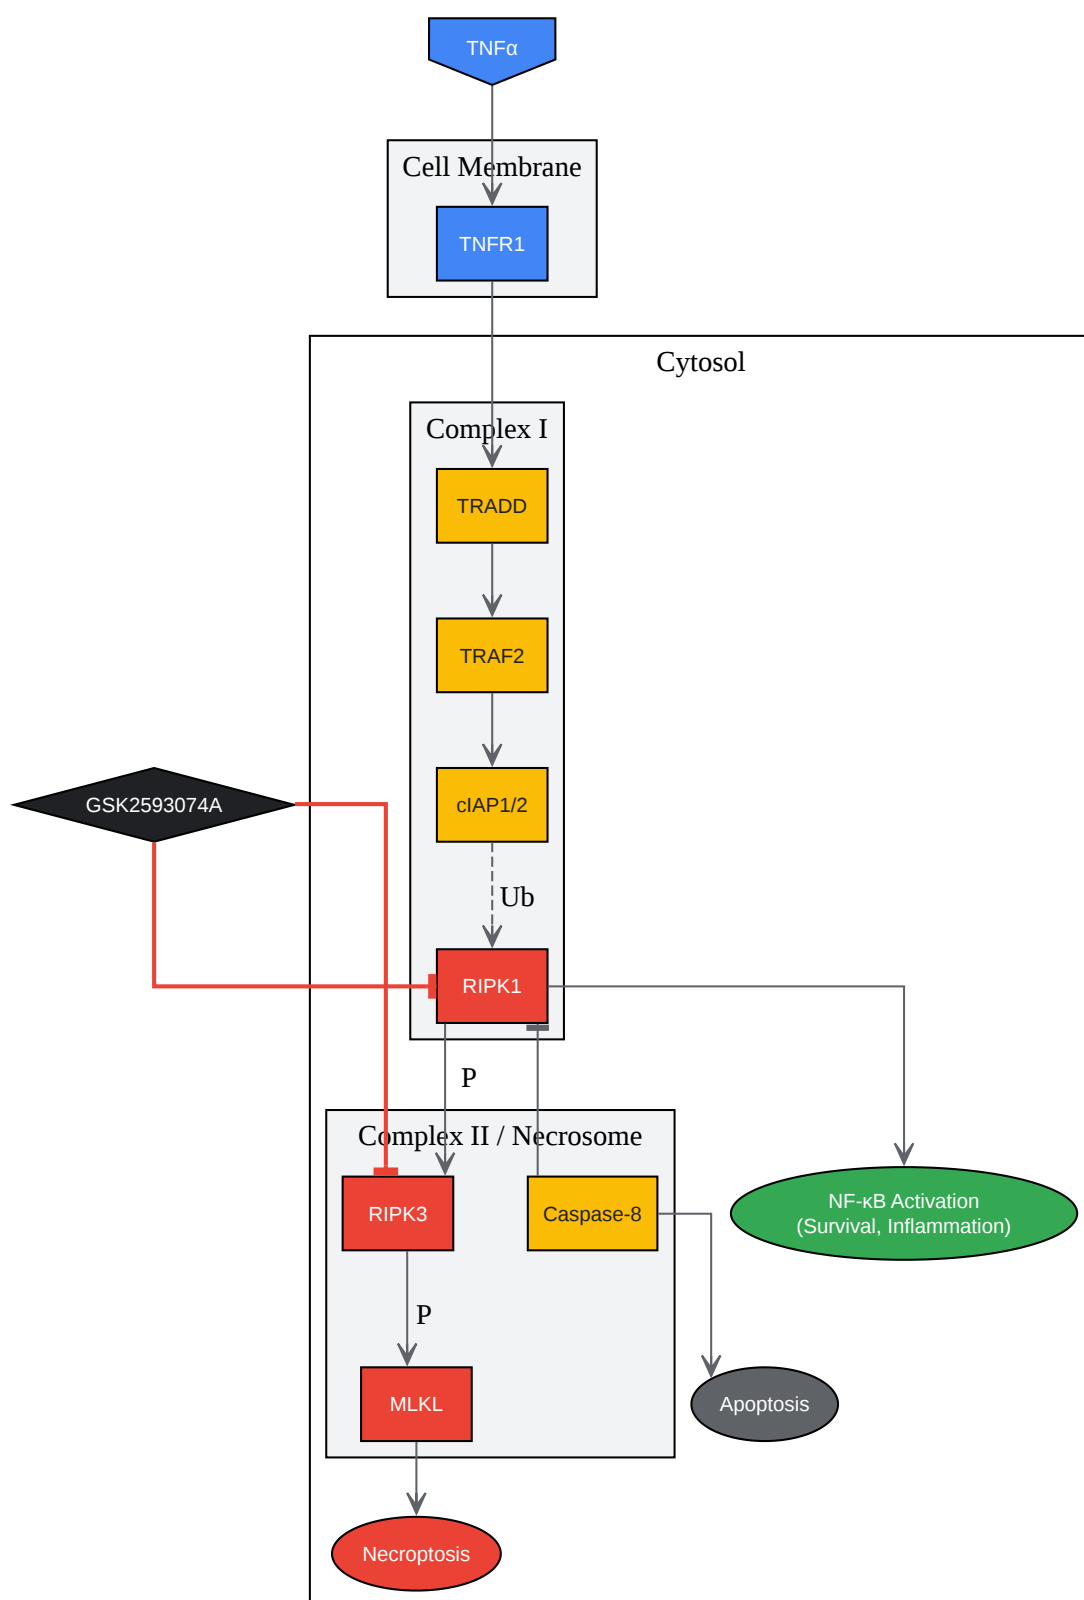 TNFα
Cell Membrane
TNFR1
Cytosol
Complex I
TRADD
TRAF2
GSK2593074A
cIAP1/2
Ub
RIPK1
P
Complex II / Necrosome
RIPK3
Caspase-8
NF-κB Activation
(Survival, Inflammation)
P
MLKL
Apoptosis
Necroptosis